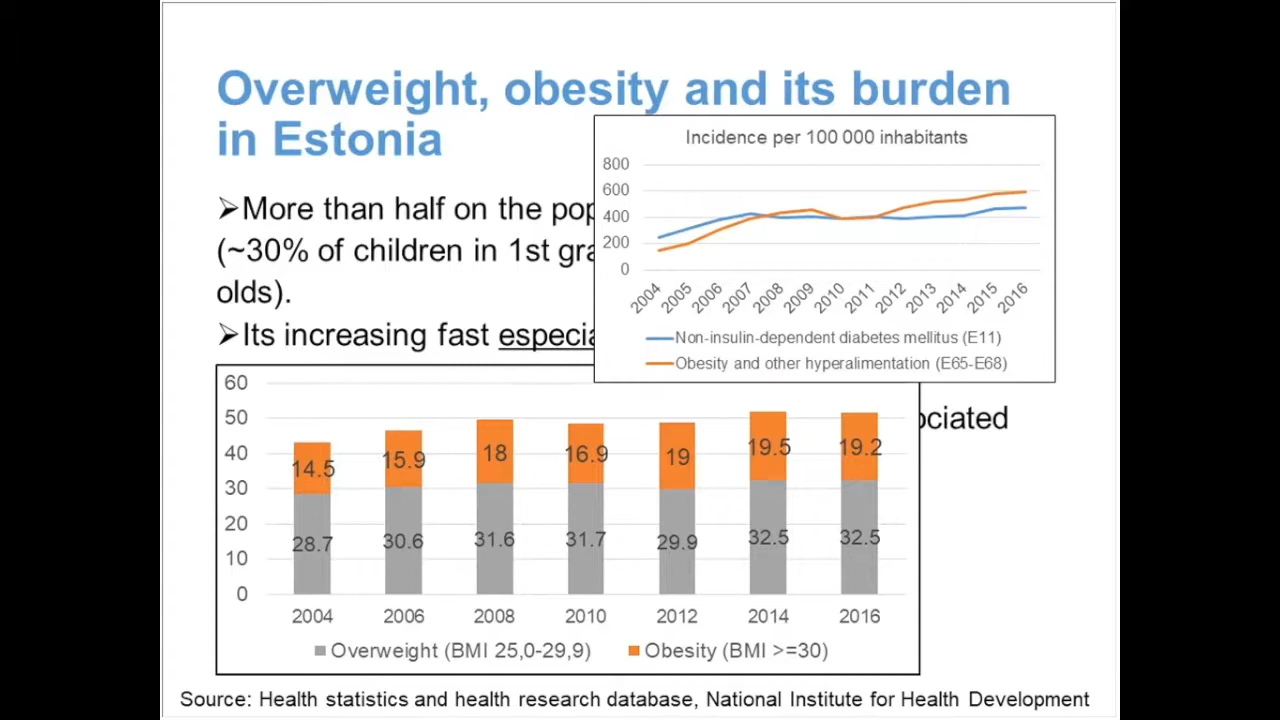 Overweight, obesity and its burden
in Estonia
➢More than half on the
(~30% of children in 1st
olds).
➢Its increasing fast
Incidence per 100 000 inhabitants
800
600
400
200
0
2004 2005 2006 2007 2008 2009 2010 2011 2012 2013 2014 2015 2016
Non-insulin-dependent diabetes mellitus (E11)
Obesity and other hyperalimentation (E65-E68)
60
50
40
30
20
10
0
14.5 15.9 18 16.9 19 19.5 19.2
28.7 30.6 31.6 31.7 29.9 32.5 32.5
2004 2006 2008 2010 2012 2014 2016
Overweight (BMI 25,0-29,9) Obesity (BMI >=30)
Source: Health statistics and health research database, National Institute for Health Development